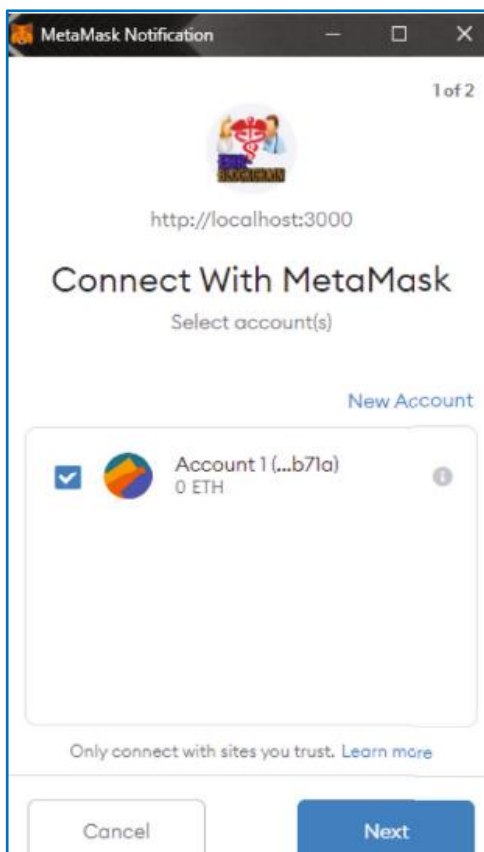 MetaMask Notification
1 of 2
BLOCKCHAIN
http://localhost:3000
Connect With MetaMask
Select account(s)
New Account
Account 1 (...b71a)
0 ETH
Only connect with sites you trust. Learn more
Cancel
Next